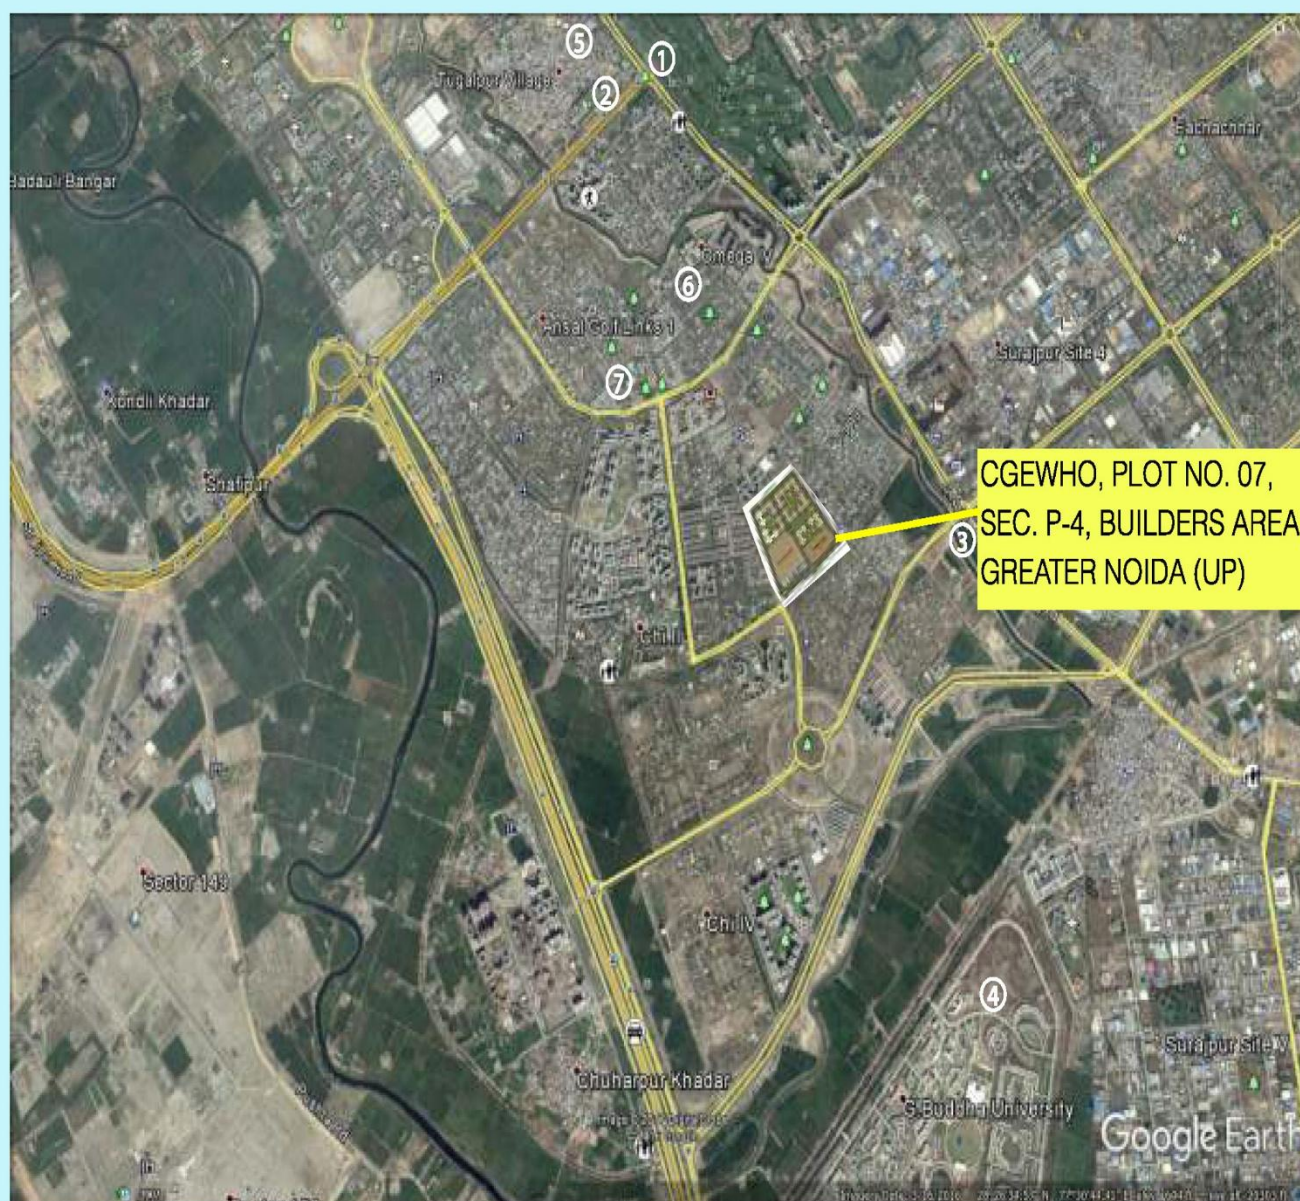 5
1
Tugalpur Village
2
Badauli Bangar
Omega IV
6
Ansal Golf Links 1
Surajpur Site 4
7
Kondli Khadar
Shafipur
CGEWHO, PLOT NO. 07,
SEC. P-4, BUILDERS AREA
GREATER NOIDA (UP)
3
Chi II
Sector 149
Chi IV
4
Surajpur Site V
Chuharpur Khadar
G.Buddha University
Google Earth